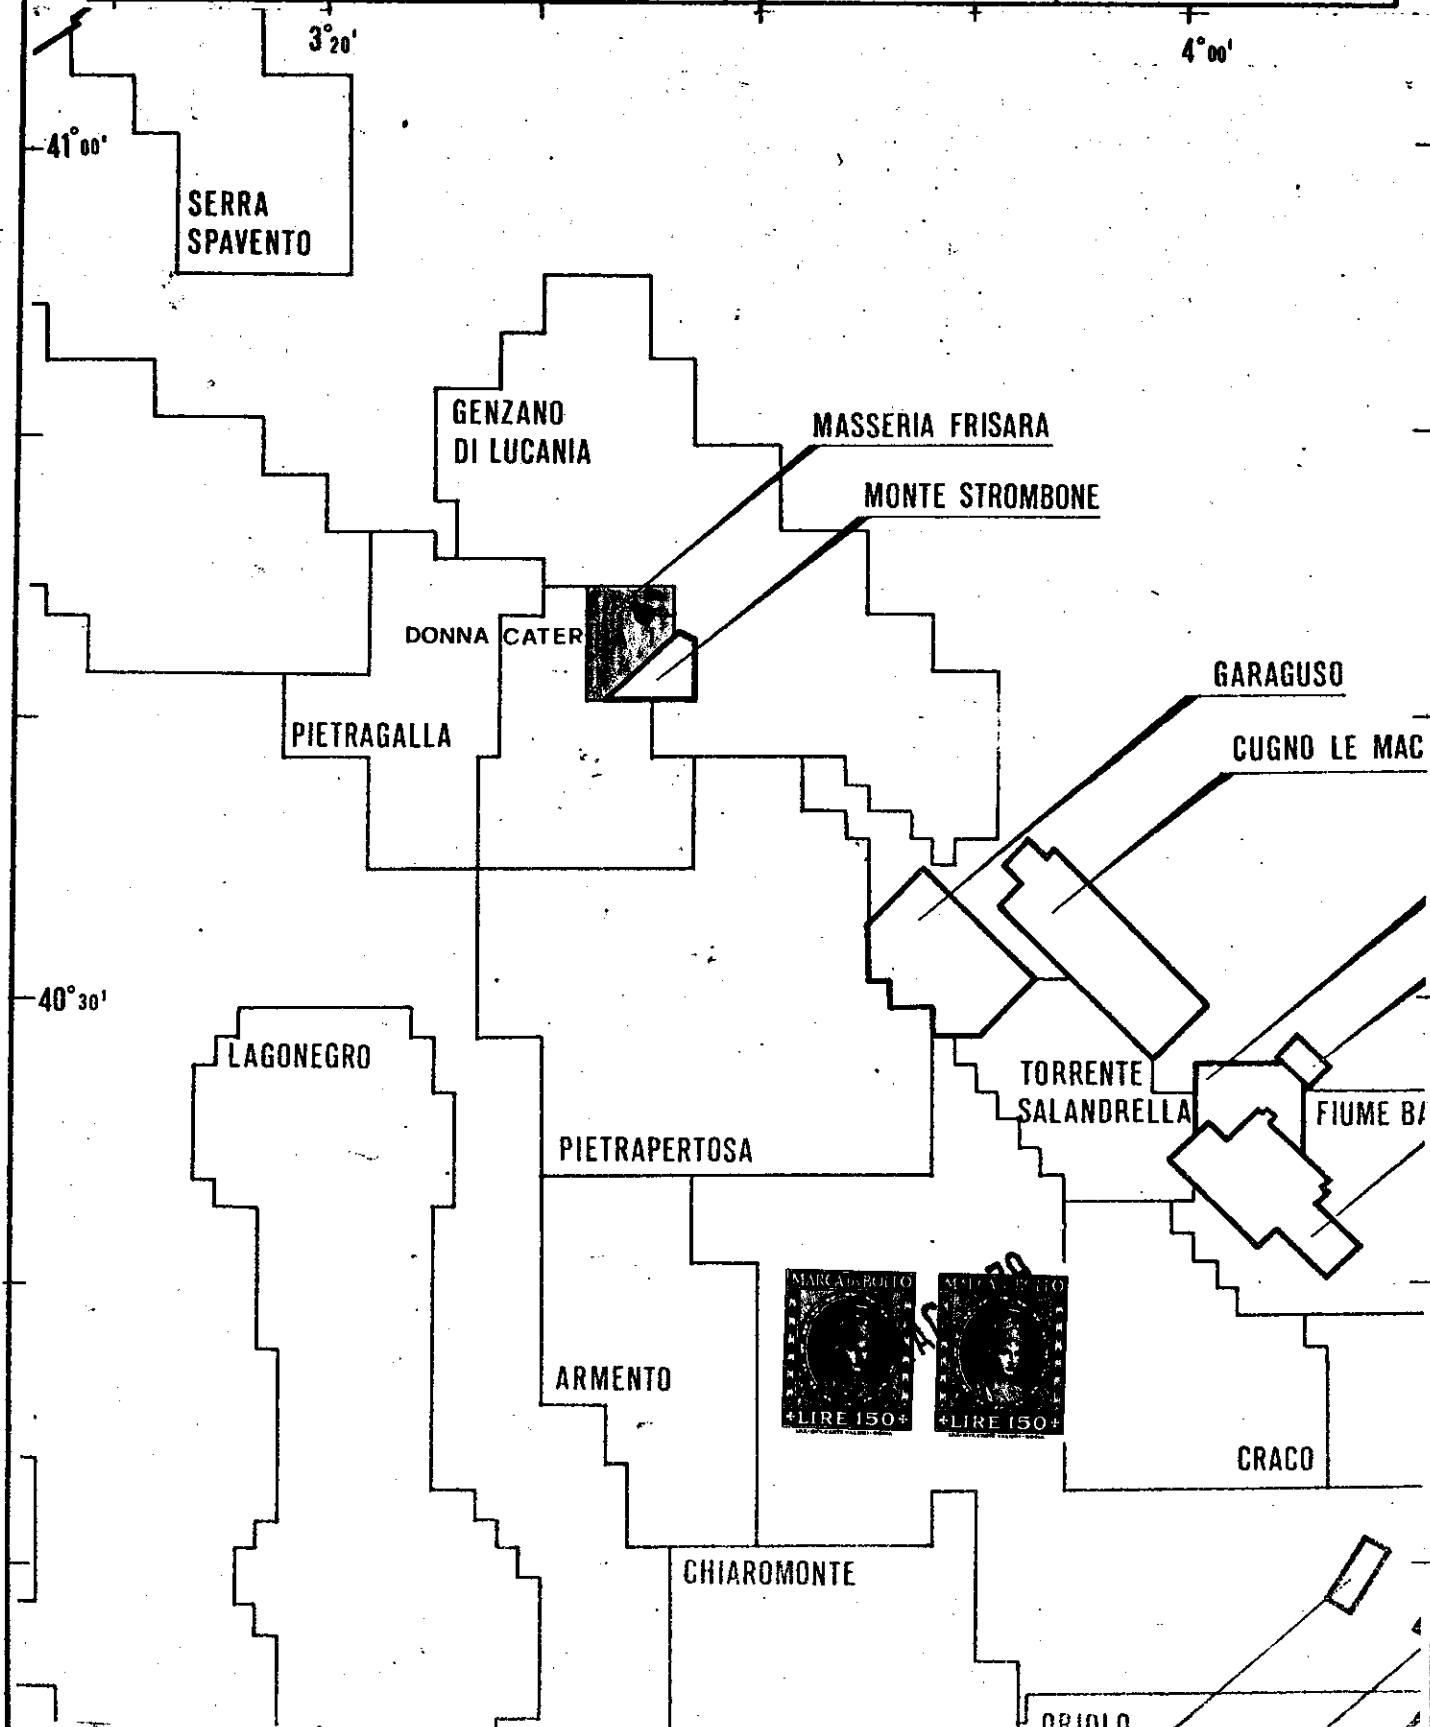 3°20'
4°00'
41°00'
SERRA
SPAVENTO
GENZANO
DI LUCANIA
MASSERIA FRISARA
MONTE STROMBONE
DONNA CATER
GARAGUSO
PIETRAGALLA
CUGNO LE MAC
40°30'
LAGONEGRO
TORRENTE
SALANDRELLA
FIUME BA
PIETRAPERTOSA
MARCA DA BOLLO
MARCA DA BOLLO
ARMENTO
LIRE 150
LIRE 150
CRACO
CHIAROMONTE
ORIOLO